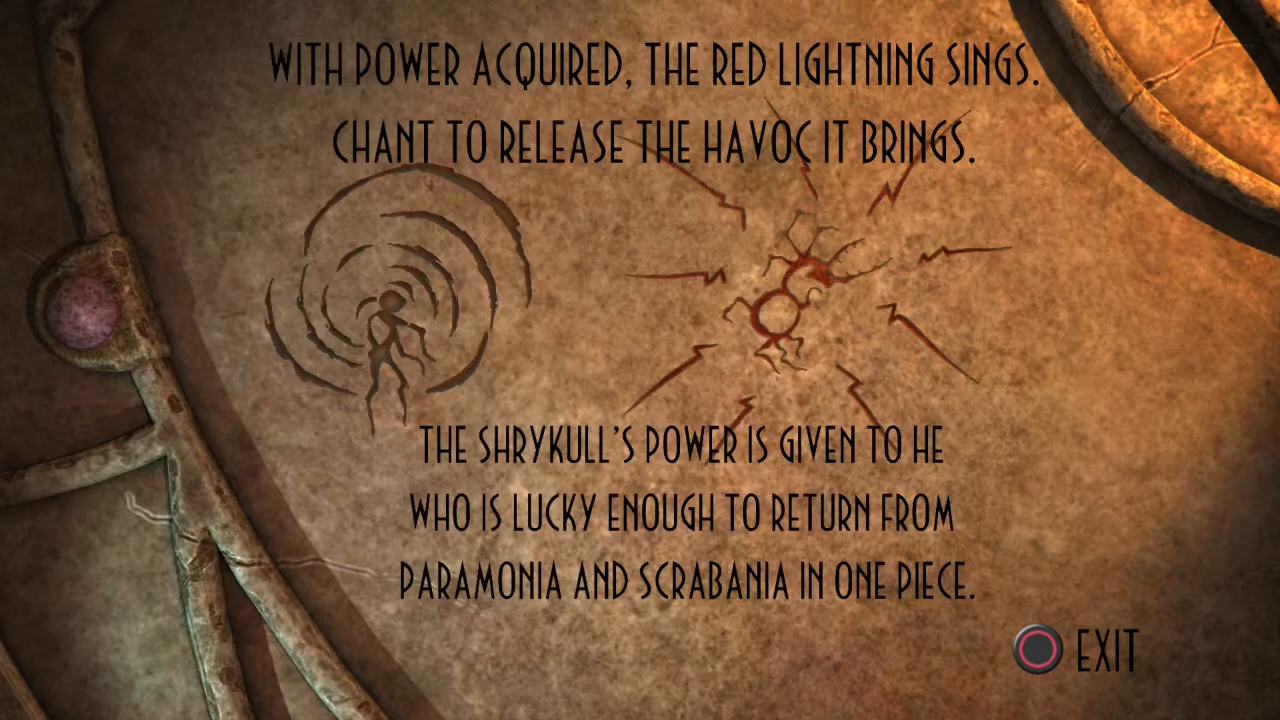 WITH POWER ACQUIRED, THE RED LIGHTNING SINGS.
CHANT TO RELEASE THE HAVOC IT BRINGS.
THE SHRYKULL'S POWER IS GIVEN TO HE
WHO IS LUCKY ENOUGH TO RETURN FROM
PARAMONIA AND SCRABANIA IN ONE PIECE.
EXIT